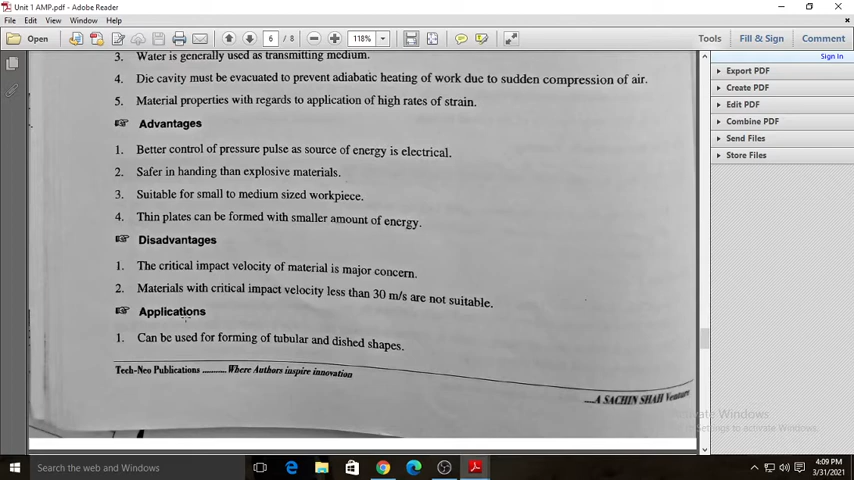 Unit 1 AMP.pdf - Adobe Reader
File Edit View Window Help
Open 6 / 8 118% Tools Fill & Sign Comment
Sign In
Export PDF
Create PDF
Edit PDF
Combine PDF
Send Files
Store Files
3. Water is generally used as transmitting medium.
4. Die cavity must be evacuated to prevent adiabatic heating of work due to sudden compression of air.
5. Material properties with regards to application of high rates of strain.
Advantages
1. Better control of pressure pulse as source of energy is electrical.
2. Safer in handing than explosive materials.
3. Suitable for small to medium sized workpiece.
4. Thin plates can be formed with smaller amount of energy.
Disadvantages
1. The critical impact velocity of material is major concern.
2. Materials with critical impact velocity less than 30 m/s are not suitable.
Applications
1. Can be used for forming of tubular and dished shapes.
Tech-Neo Publications ........... Where Authors inspire innovation
....A SACHIN SHAH Venture
vate Windows
Settings to activate Windows.
Search the web and Windows
4:09 PM
3/31/2021